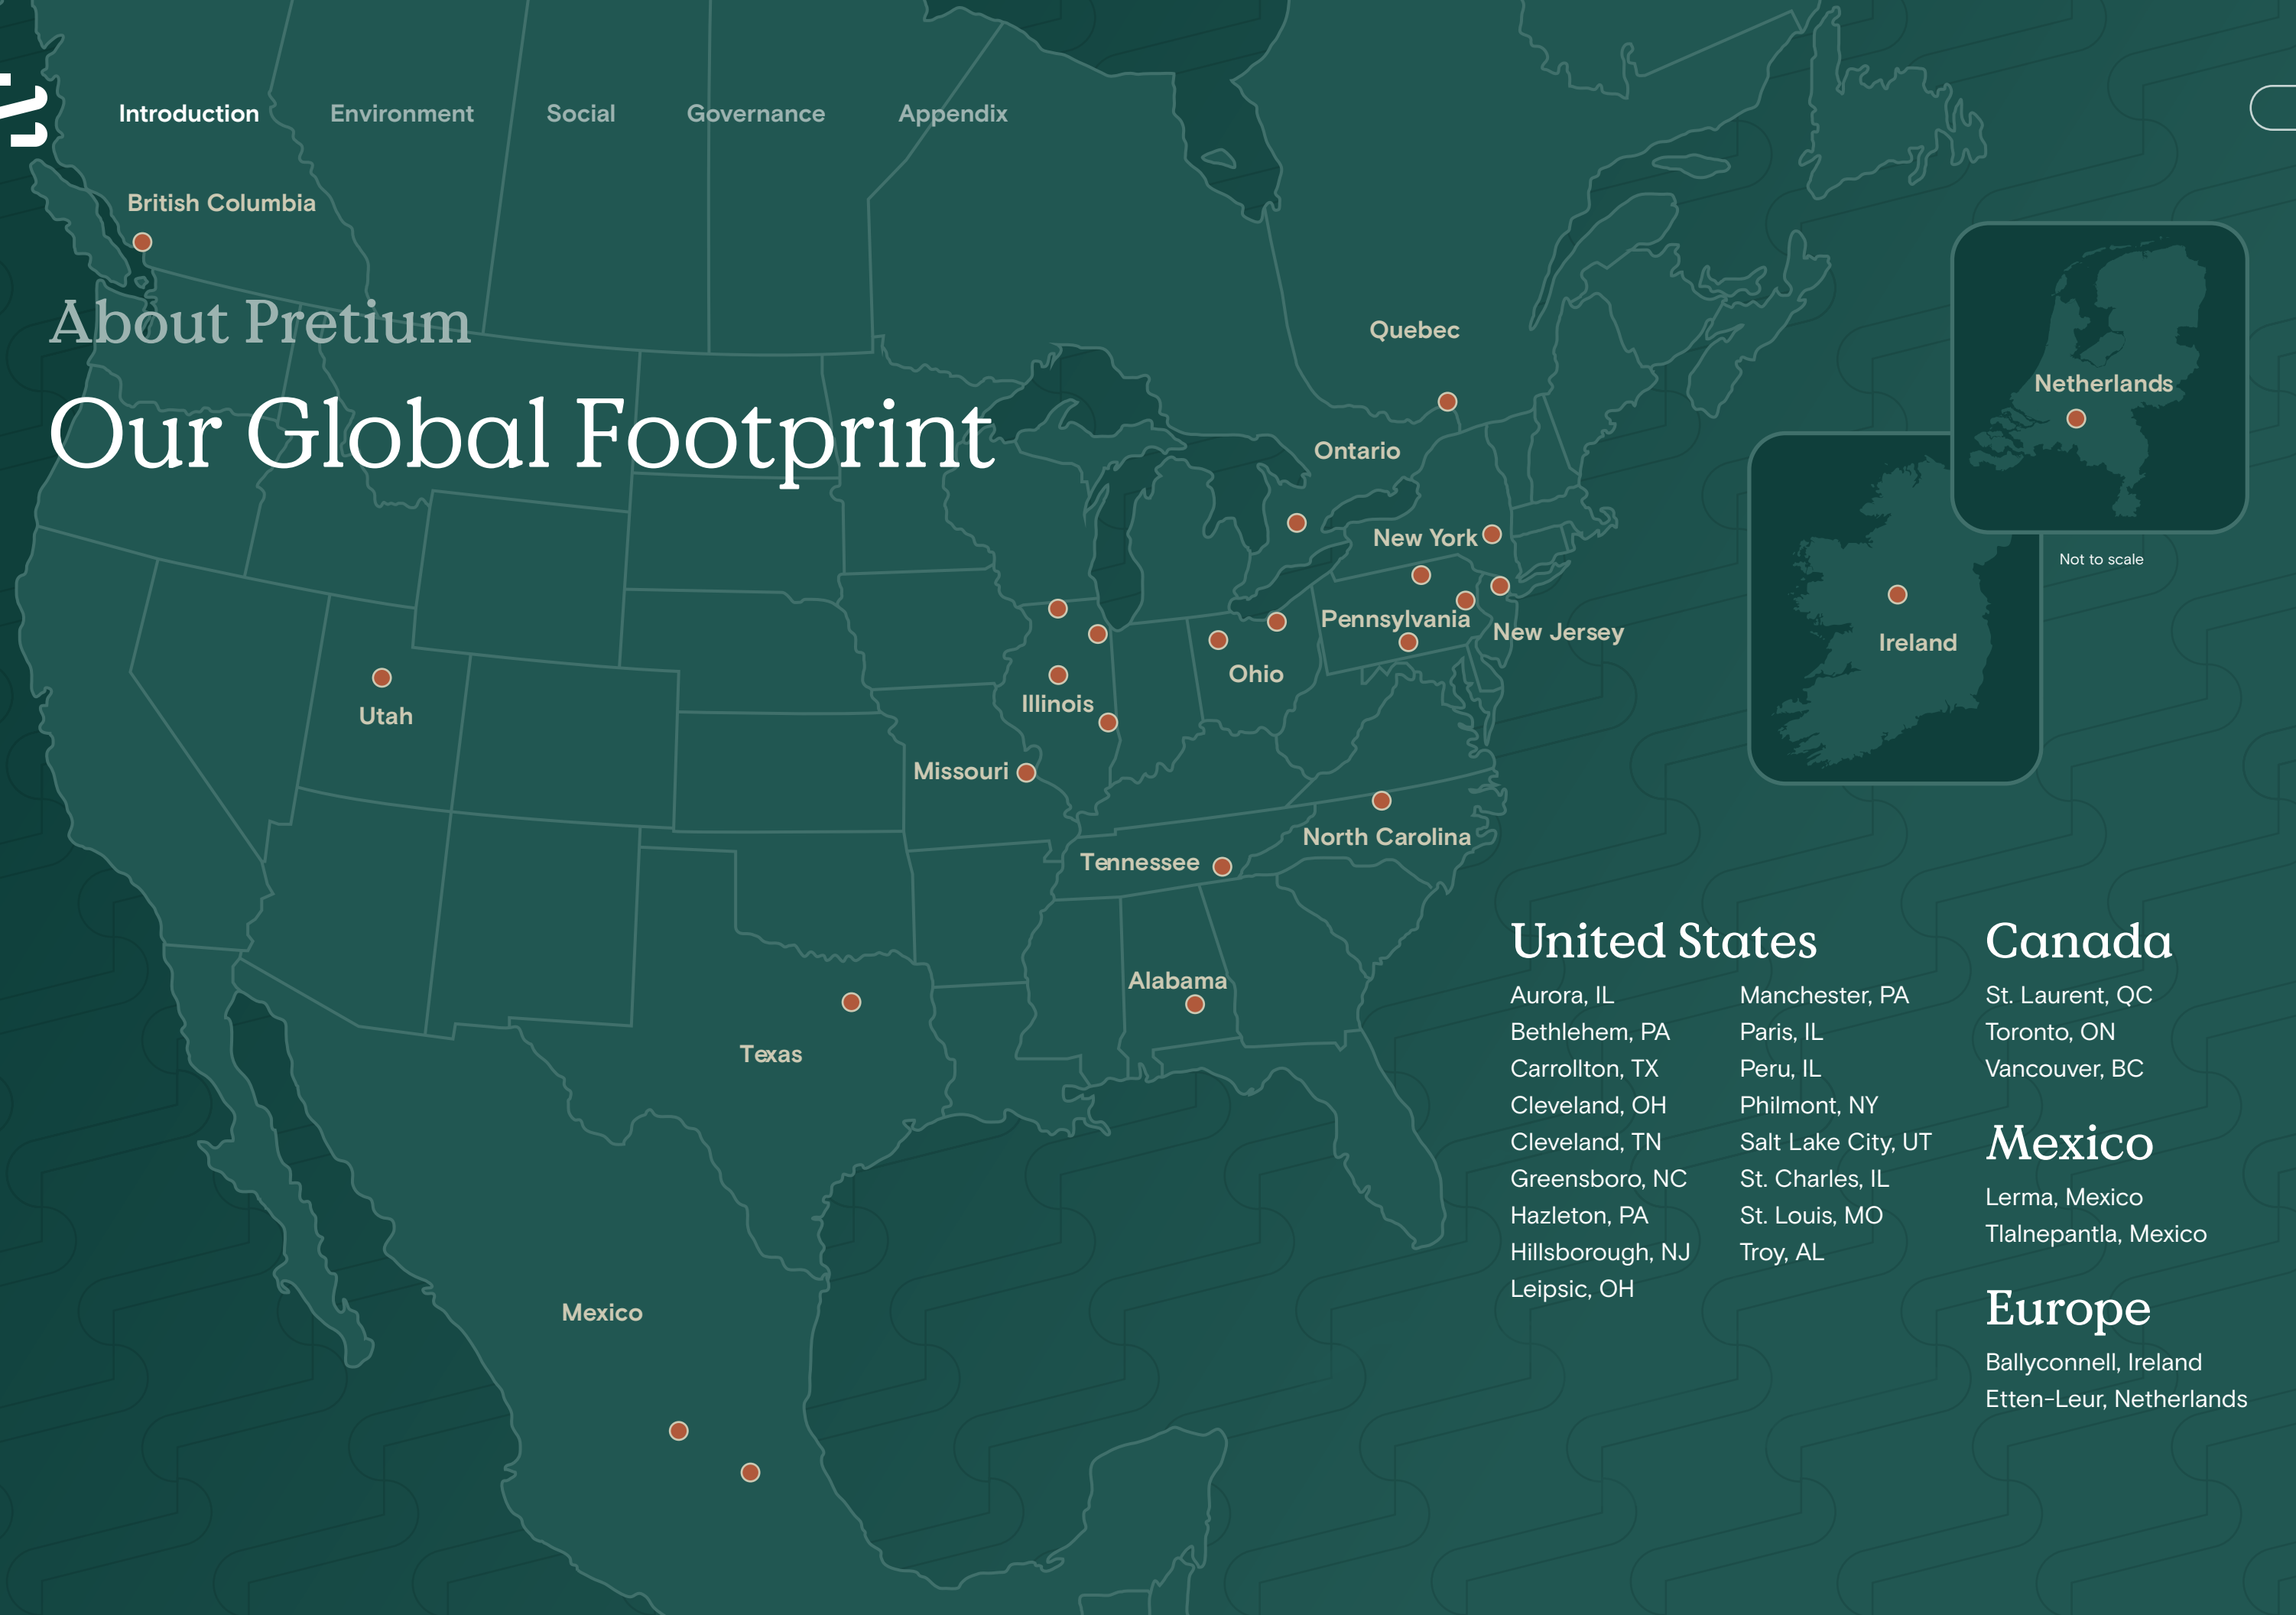 Introduction Environment Social Governance Appendix
British Columbia
About Pretium
Our Global Footprint
Quebec
Ontario
Netherlands
New York
Not to scale
Pennsylvania
New Jersey
Ireland
Ohio
Illinois
Utah
Missouri
North Carolina
Tennessee
Alabama
Texas
Mexico
United States
Aurora, IL
Bethlehem, PA
Carrollton, TX
Cleveland, OH
Cleveland, TN
Greensboro, NC
Hazleton, PA
Hillsborough, NJ
Leipsic, OH
Manchester, PA
Paris, IL
Peru, IL
Philmont, NY
Salt Lake City, UT
St. Charles, IL
St. Louis, MO
Troy, AL
Canada
St. Laurent, QC
Toronto, ON
Vancouver, BC
Mexico
Lerma, Mexico
Tlalnepantla, Mexico
Europe
Ballyconnell, Ireland
Etten-Leur, Netherlands